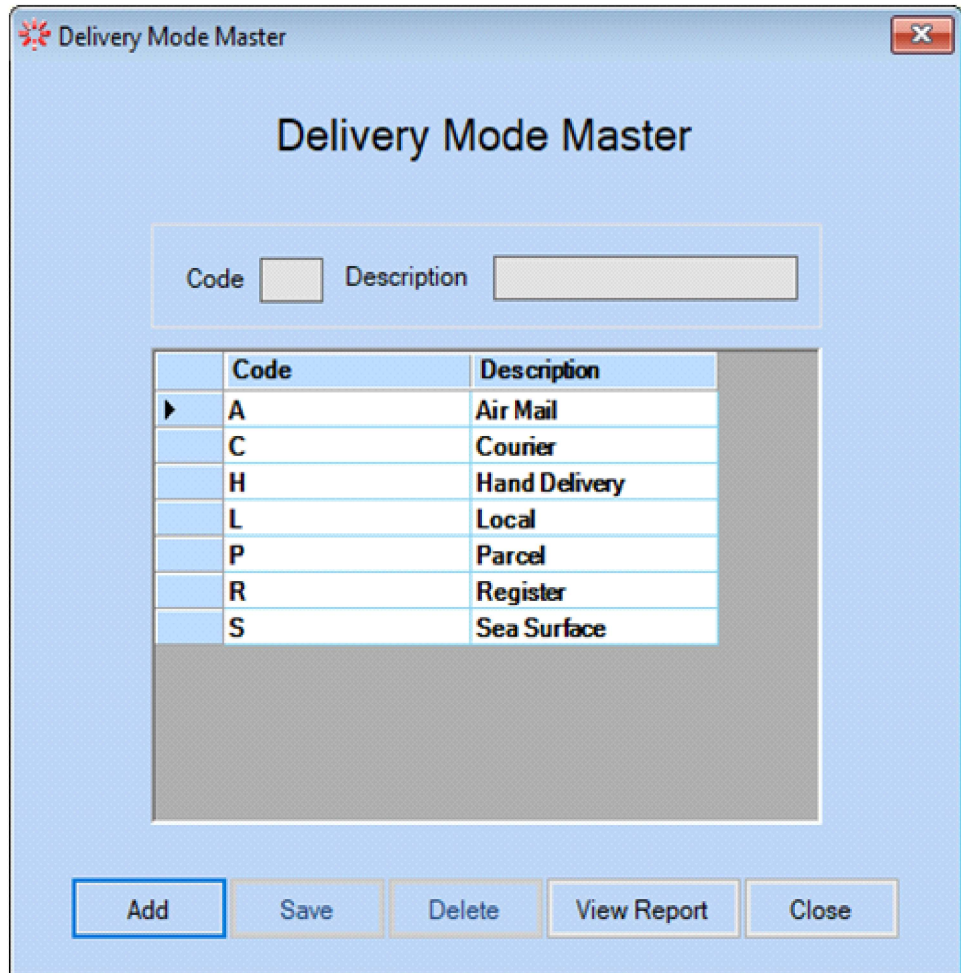 Delivery Mode Master
Delivery Mode Master
Code Description
Code Description
A Air Mail
C Courier
H Hand Delivery
L Local
P Parcel
R Register
S Sea Surface
Add Save Delete View Report Close